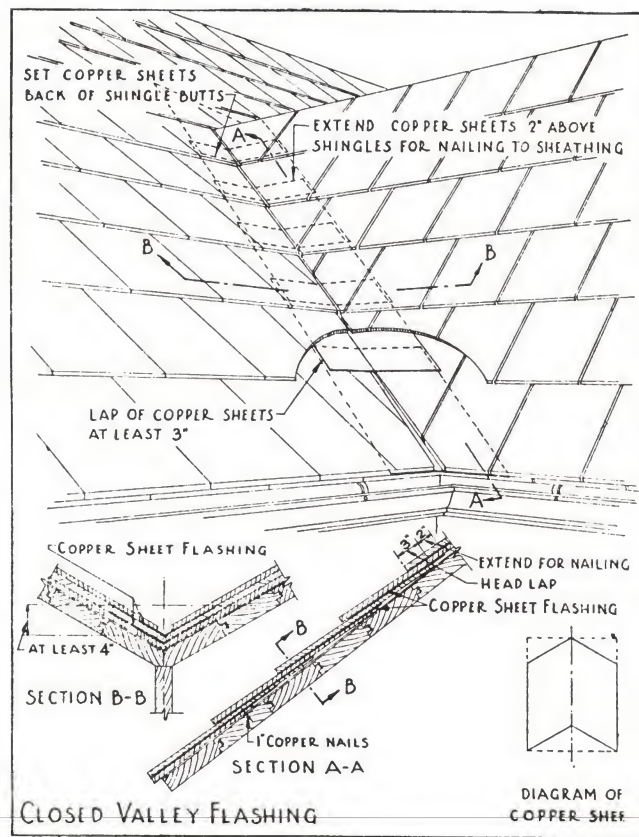 SET COPPER SHEETS
BACK OF SHINGLE BUTTS
A
EXTEND COPPER SHEETS 2" ABOVE
SHINGLES FOR NAILING TO SHEATHING
B
B
LAP OF COPPER SHEETS
AT LEAST 3"
A
COPPER SHEET FLASHING
3" 2"
EXTEND FOR NAILING
HEAD LAP
COPPER SHEET FLASHING
AT LEAST 4"
B
B
SECTION B-B
1" COPPER NAILS
SECTION A-A
DIAGRAM OF
COPPER SHEE
CLOSED VALLEY FLASHING